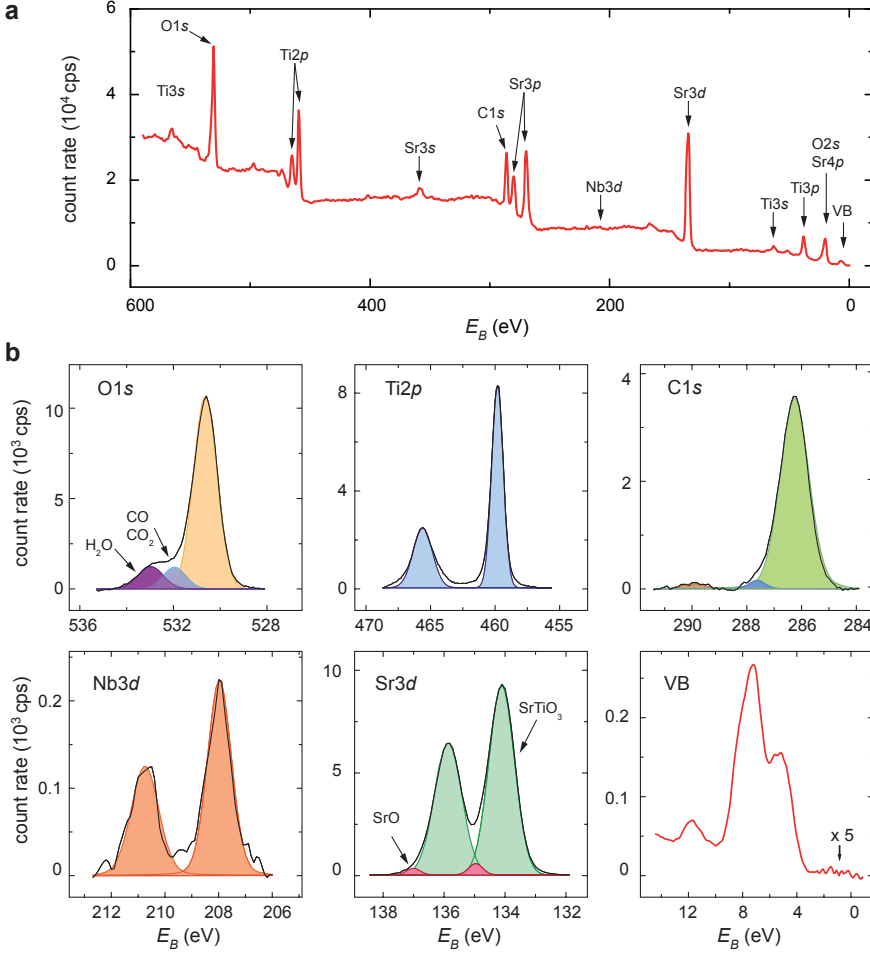 a
6
4
2
0
count rate (10⁴ cps)
O1s
Ti3s
Ti2p
Sr3s
C1s
Sr3p
Nb3d
Sr3d
Ti3s
Ti3p
O2s
Sr4p
VB
600
400
200
0
E_B (eV)
b
O1s
10
5
0
count rate (10³ cps)
H₂O
CO
CO₂
536
532
528
Ti2p
8
4
0
470
465
460
455
C1s
4
2
0
290
288
286
284
Nb3d
0.2
0.1
0
count rate (10³ cps)
212
210
208
206
E_B (eV)
Sr3d
10
5
0
SrO
SrTiO₃
138
136
134
132
E_B (eV)
VB
0.2
0.1
0
x 5
12
8
4
0
E_B (eV)